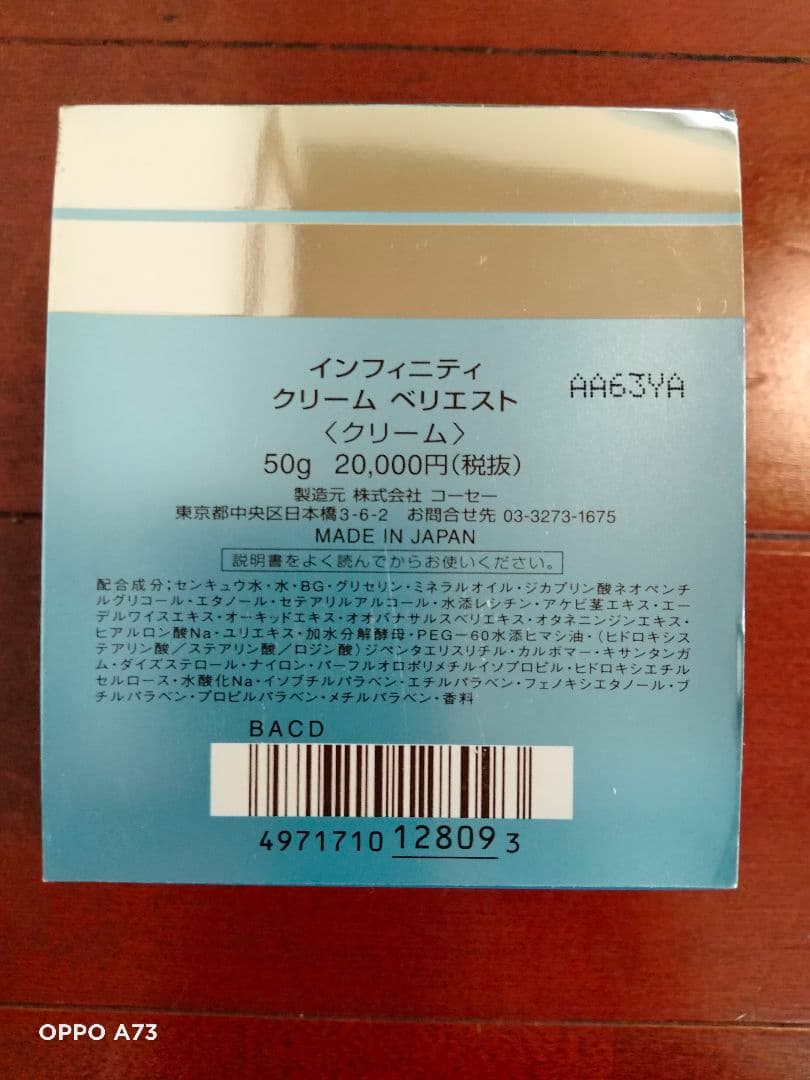 インフィニティ
クリーム ベリエスト
AA63YA
〈クリーム〉
50g 20,000円(税抜)
製造元 株式会社 コーセー
東京都中央区日本橋3-6-2 お問合せ先 03-3273-1675
MADE IN JAPAN
説明書をよく読んでからお使いください。
配合成分;センキュウ水・水・BG・グリセリン・ミネラルオイル・ジカプリン酸ネオペンチ
ルグリコール・エタノール・セテアリルアルコール・水添レシチン・アケビ茎エキス・エー
デルワイスエキス・オーキッドエキス・オオバナサルスベリエキス・オタネニンジンエキス・
ヒアルロン酸Na・ユリエキス・加水分解酵母・PEG-60水添ヒマシ油・(ヒドロキシス
テアリン酸/ステアリン酸/ロジン酸)ジペンタエリスリチル・カルボマー・キサンタンガ
ム・ダイズステロール・ナイロン・パーフルオロポリメチルイソプロピル・ヒドロキシエチル
セルロース・水酸化Na・イソブチルパラベン・エチルパラベン・フェノキシエタノール・ブ
チルパラベン・プロピルパラベン・メチルパラベン・香料
BACD
4971710 12809 3
OPPO A73